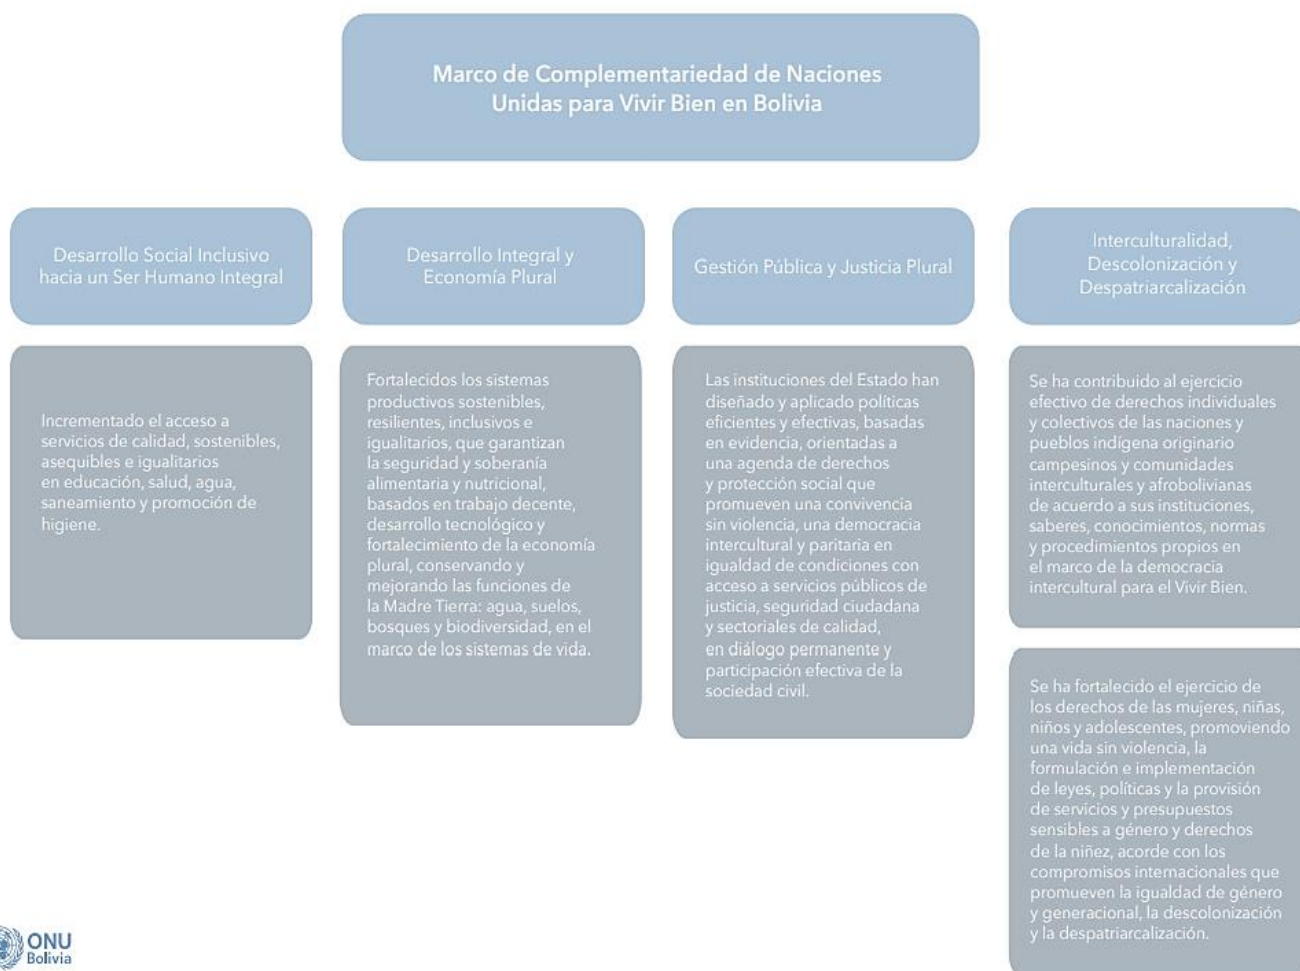 Marco de Complementariedad de Naciones
Unidas para Vivir Bien en Bolivia
Desarrollo Social Inclusivo
hacia un Ser Humano Integral
Incrementado el acceso a
servicios de calidad, sostenibles,
asequibles e igualitarios
en educación, salud, agua,
saneamiento y promoción de
higiene.
Desarrollo Integral y
Economía Plural
Fortalecidos los sistemas
productivos sostenibles,
resilientes, inclusivos e
igualitarios, que garantizan
la seguridad y soberanía
alimentaria y nutricional,
basados en trabajo decente,
desarrollo tecnológico y
fortalecimiento de la economía
plural, conservando y
mejorando las funciones de
la Madre Tierra: agua, suelos,
bosques y biodiversidad, en el
marco de los sistemas de vida.
Gestión Pública y Justicia Plural
Las instituciones del Estado han
diseñado y aplicado políticas
eficientes y efectivas, basadas
en evidencia, orientadas a
una agenda de derechos
y protección social que
promueven una convivencia
sin violencia, una democracia
intercultural y paritaria en
igualdad de condiciones con
acceso a servicios públicos de
justicia, seguridad ciudadana
y sectoriales de calidad,
en diálogo permanente y
participación efectiva de la
sociedad civil.
Interculturalidad,
Descolonización y
Despatriarcalización
Se ha contribuido al ejercicio
efectivo de derechos individuales
y colectivos de las naciones y
pueblos indígena originario
campesinos y comunidades
interculturales y afrobolivianas
de acuerdo a sus instituciones,
saberes, conocimientos, normas
y procedimientos propios en
el marco de la democracia
intercultural para el Vivir Bien.
Se ha fortalecido el ejercicio de
los derechos de las mujeres, niñas,
niños y adolescentes, promoviendo
una vida sin violencia, la
formulación e implementación
de leyes, políticas y la provisión
de servicios y presupuestos
sensibles a género y derechos
de la niñez, acorde con los
compromisos internacionales que
promueven la igualdad de género
y generacional, la descolonización
y la despatriarcalización.
ONU
Bolivia